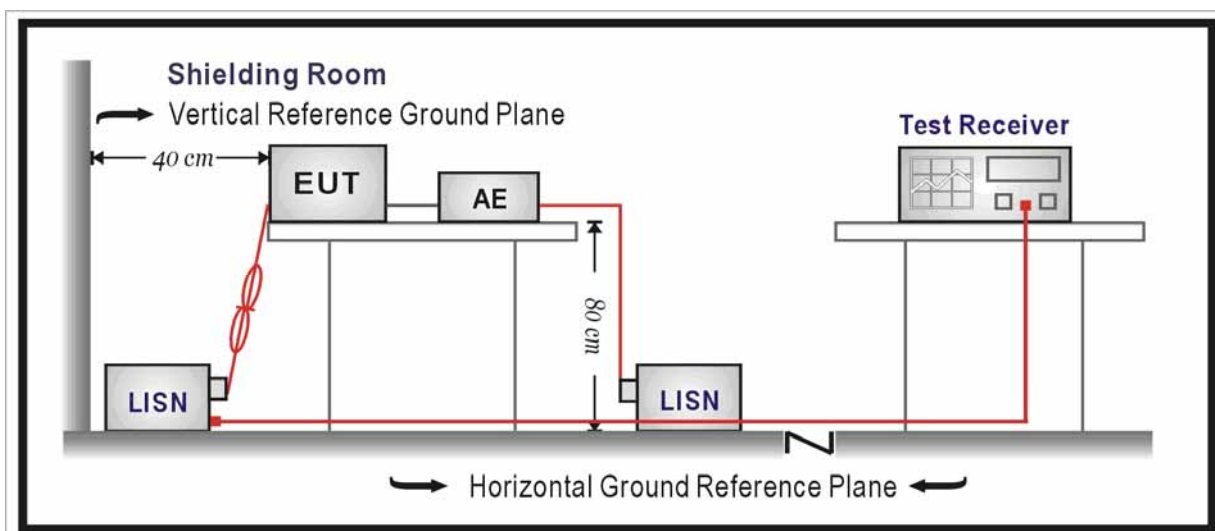 Shielding Room
Vertical Reference Ground Plane
40 cm
Test Receiver
EUT
AE
80 cm
LISN
LISN
Horizontal Ground Reference Plane